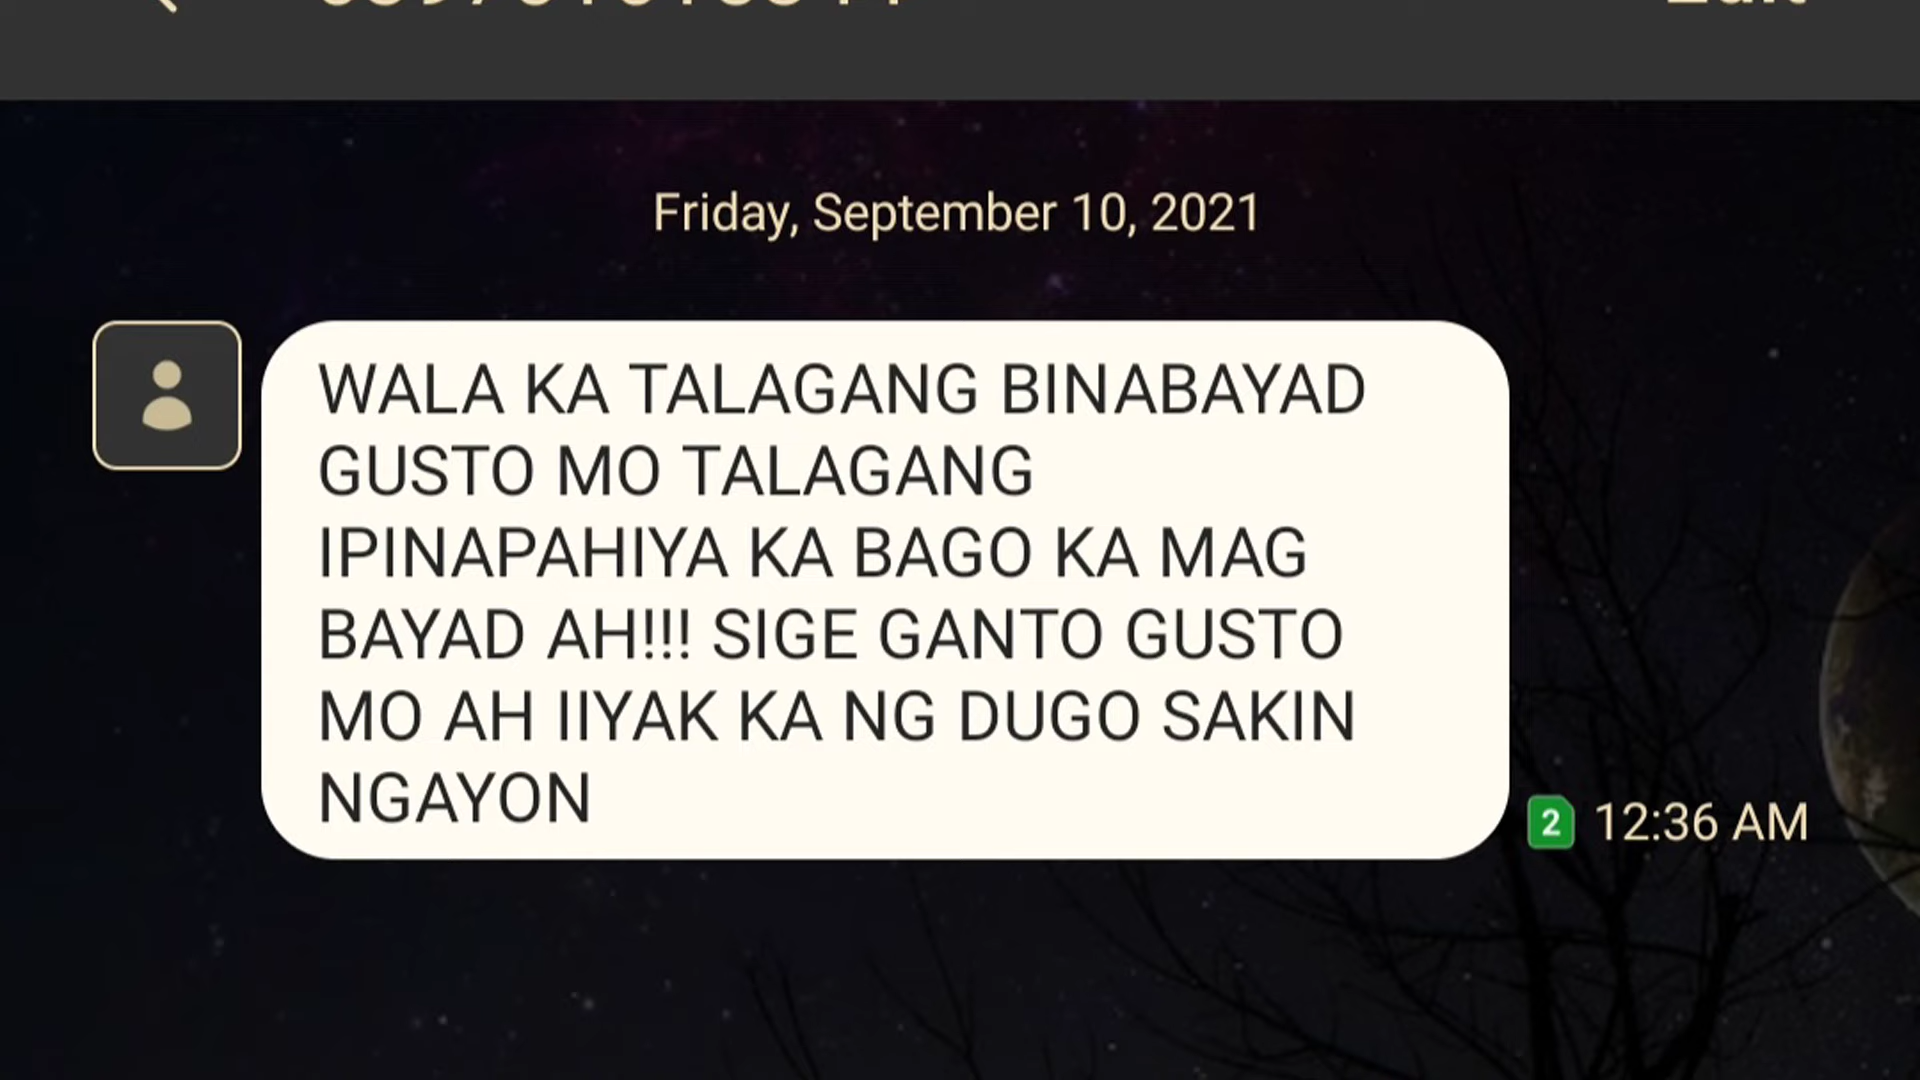 Friday, September 10, 2021
WALA KA TALAGANG BINABAYAD
GUSTO MO TALAGANG
IPINAPAHIYA KA BAGO KA MAG
BAYAD AH!!! SIGE GANTO GUSTO
MO AH IIYAK KA NG DUGO SAKIN
NGAYON
2 12:36 AM